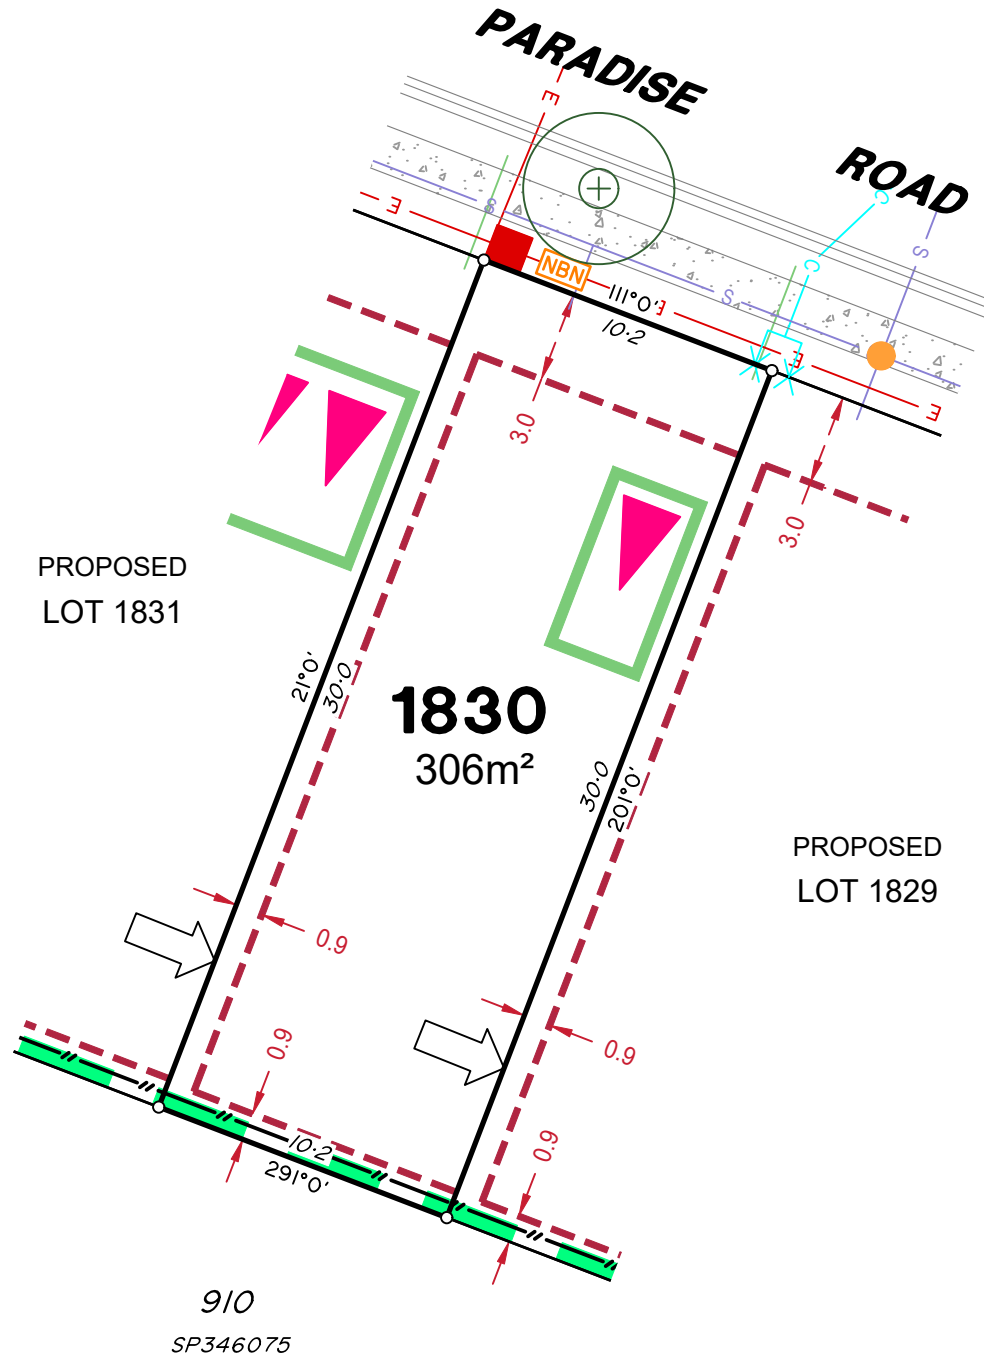 PARADISE
ROAD
E
C
S
E
S
C
NBN
111°0'
E
S
10·2
E
E
3.0
3.0
PROPOSED
LOT 1831
21°0'
30·0
1830
306m²
30·0
201°0'
PROPOSED
LOT 1829
0.9
0.9
0.9
0.9
10·2
291°0'
910
SP346075